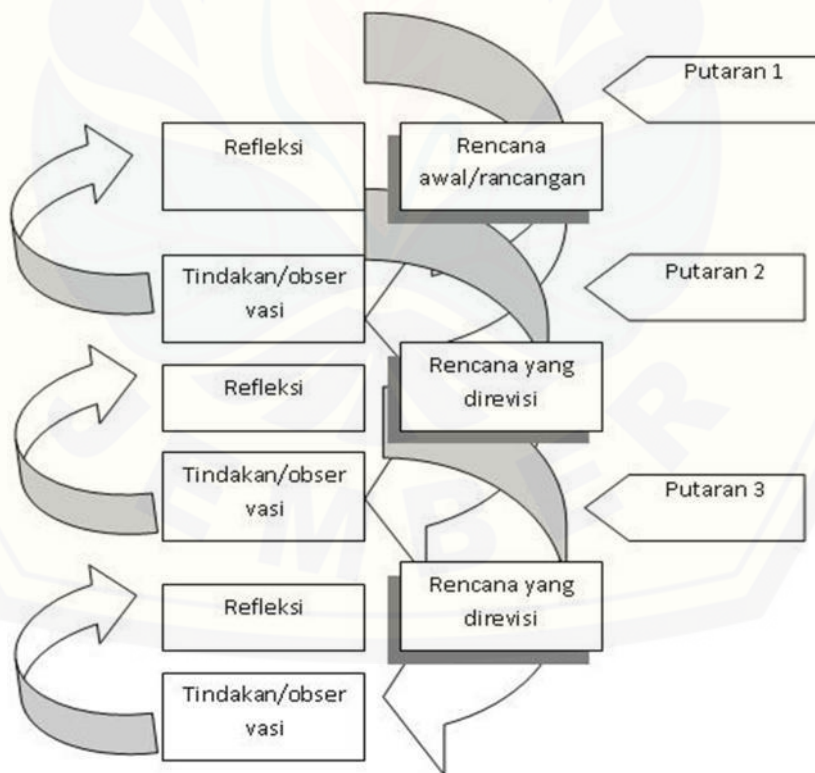 Putaran 1
Refleksi
Rencana
awal/rancangan
Tindakan/obser
vasi
Putaran 2
Refleksi
Rencana yang
direvisi
Tindakan/obser
vasi
Putaran 3
Refleksi
Rencana yang
direvisi
Tindakan/obser
vasi
JEMBER